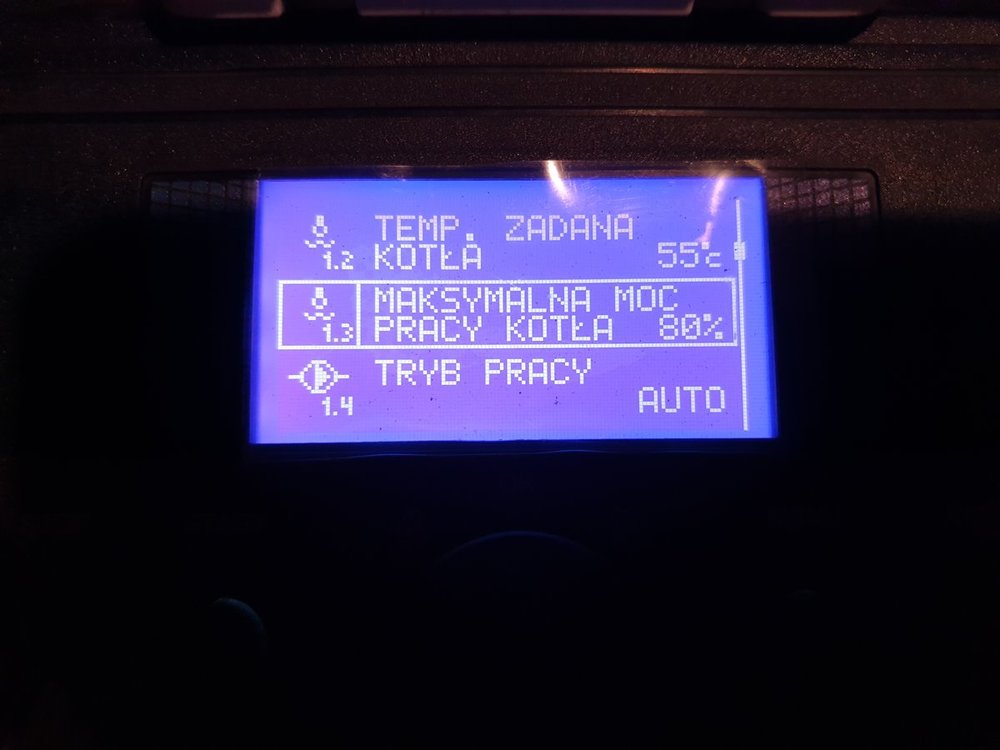 TEMP. ZADANA
1.2 KOTŁA 55°C
MAKSYMALNA MOC
1.3 PRACY KOTŁA 80%
TRYB PRACY
1.4 AUTO